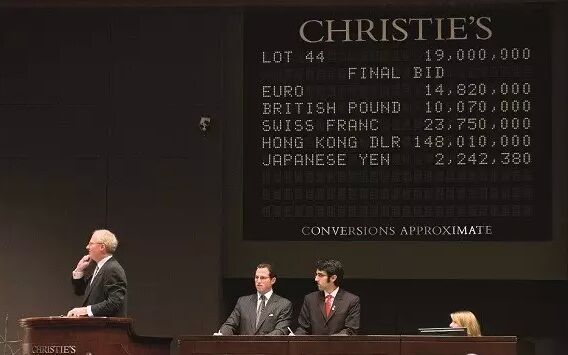 CHRISTIE'S
LOT 44 19,000,000
FINAL BID
EURO 14,820,000
BRITISH POUND 10,070,000
SWISS FRANC 23,750,000
HONG KONG DLR 148,010,000
JAPANESE YEN 2,242,380
CONVERSIONS APPROXIMATE
CHRISTIE'S